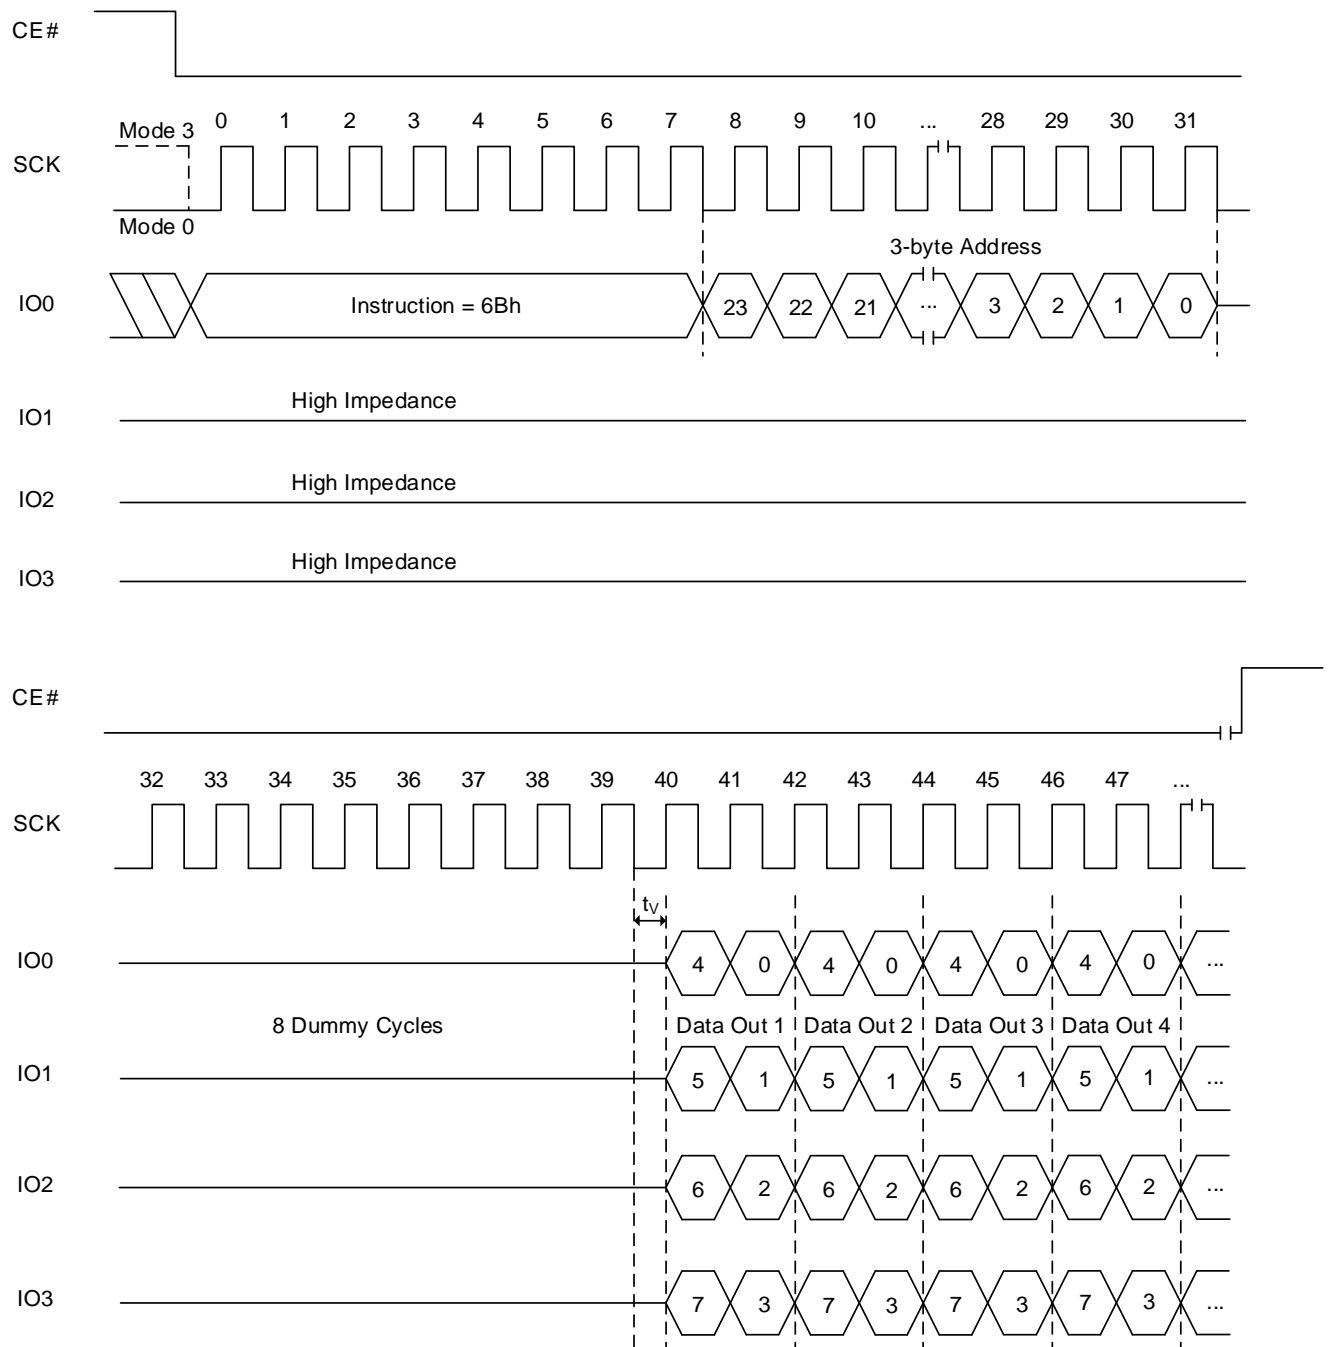 CE#
Mode 3 0 1 2 3 4 5 6 7 8 9 10 ... 28 29 30 31
SCK
Mode 0
3-byte Address
IO0 Instruction = 6Bh 23 22 21 ... 3 2 1 0
High Impedance
IO1
High Impedance
IO2
High Impedance
IO3
CE#
32 33 34 35 36 37 38 39 40 41 42 43 44 45 46 47 ...
SCK
tV
IO0 4 0 4 0 4 0 4 0 ...
8 Dummy Cycles Data Out 1 Data Out 2 Data Out 3 Data Out 4
IO1 5 1 5 1 5 1 5 1 ...
IO2 6 2 6 2 6 2 6 2 ...
IO3 7 3 7 3 7 3 7 3 ...